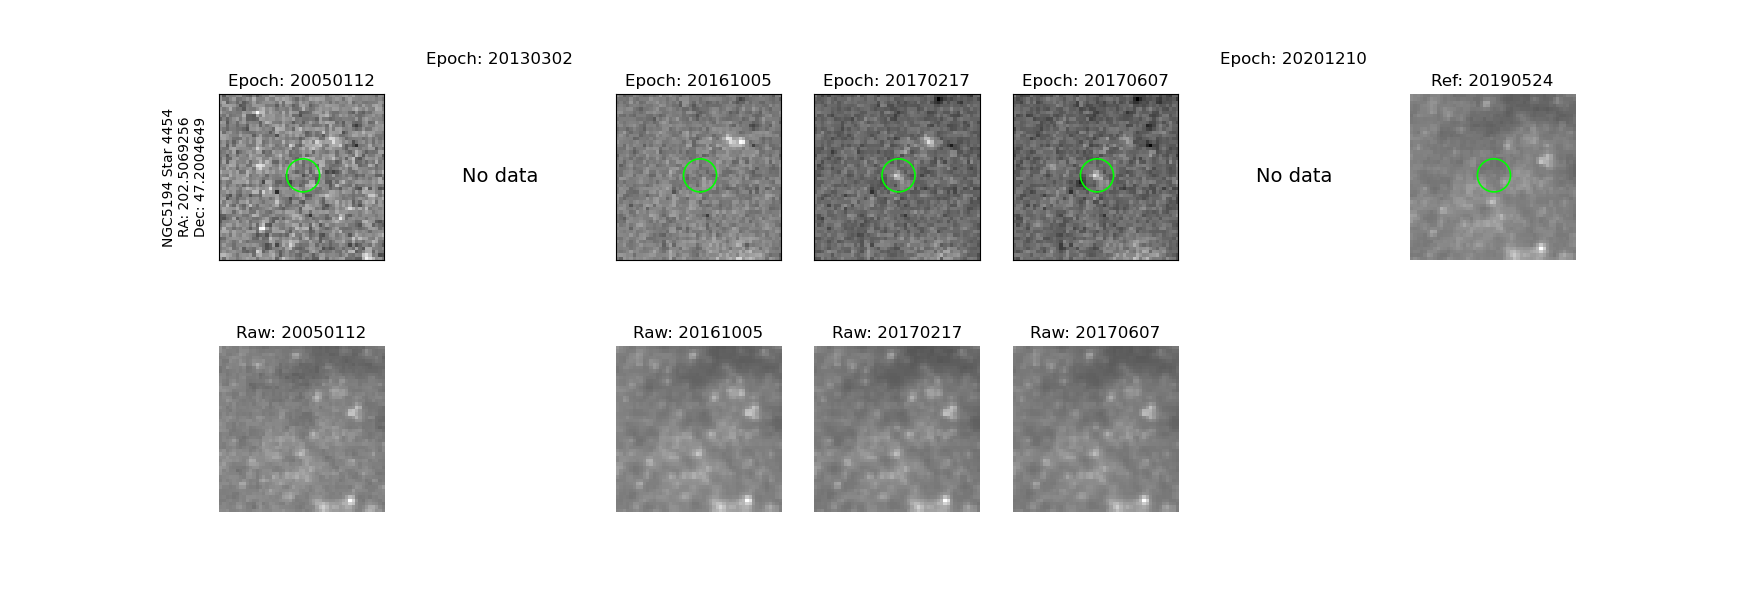 Epoch: 20130302
Epoch: 20201210
Epoch: 20050112
Epoch: 20161005
Epoch: 20170217
Epoch: 20170607
Ref: 20190524
NGC5194 Star 4454
RA: 202.5069256
Dec: 47.2004649
No data
No data
Raw: 20050112
Raw: 20161005
Raw: 20170217
Raw: 20170607